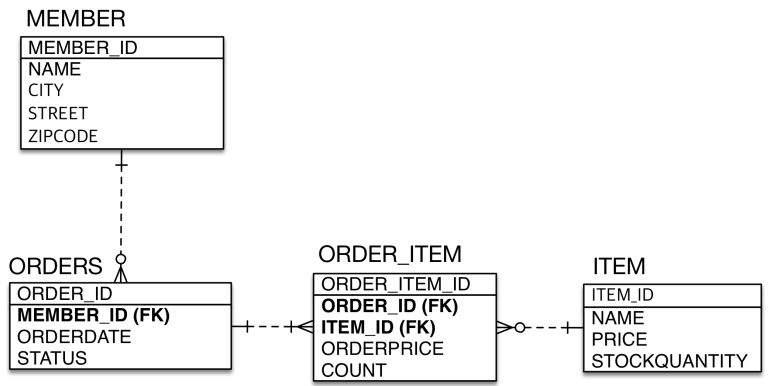 MEMBER
MEMBER_ID
NAME
CITY
STREET
ZIPCODE
ORDERS
ORDER_ID
MEMBER_ID (FK)
ORDERDATE
STATUS
ORDER_ITEM
ORDER_ITEM_ID
ORDER_ID (FK)
ITEM_ID (FK)
ORDERPRICE
COUNT
ITEM
ITEM_ID
NAME
PRICE
STOCKQUANTITY